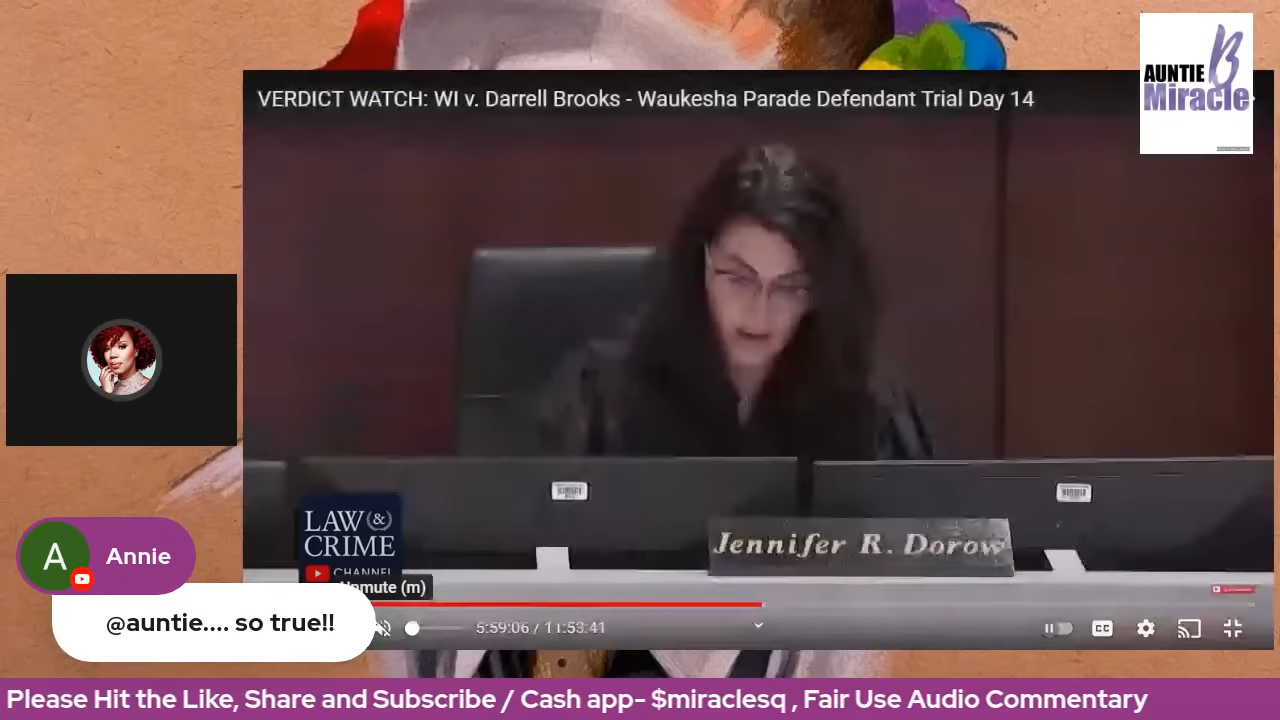 AUNTIE B
Miracle
VERDICT WATCH: WI v. Darrell Brooks - Waukesha Parade Defendant Trial Day 14
LAW & CRIME
CHANNEL
Jennifer R. Dorow
A
Annie
@auntie.... so true!!
(m)
5:59:06 / 11:53:41
CC
Please Hit the Like, Share and Subscribe / Cash app- $miraclesq , Fair Use Audio Commentary